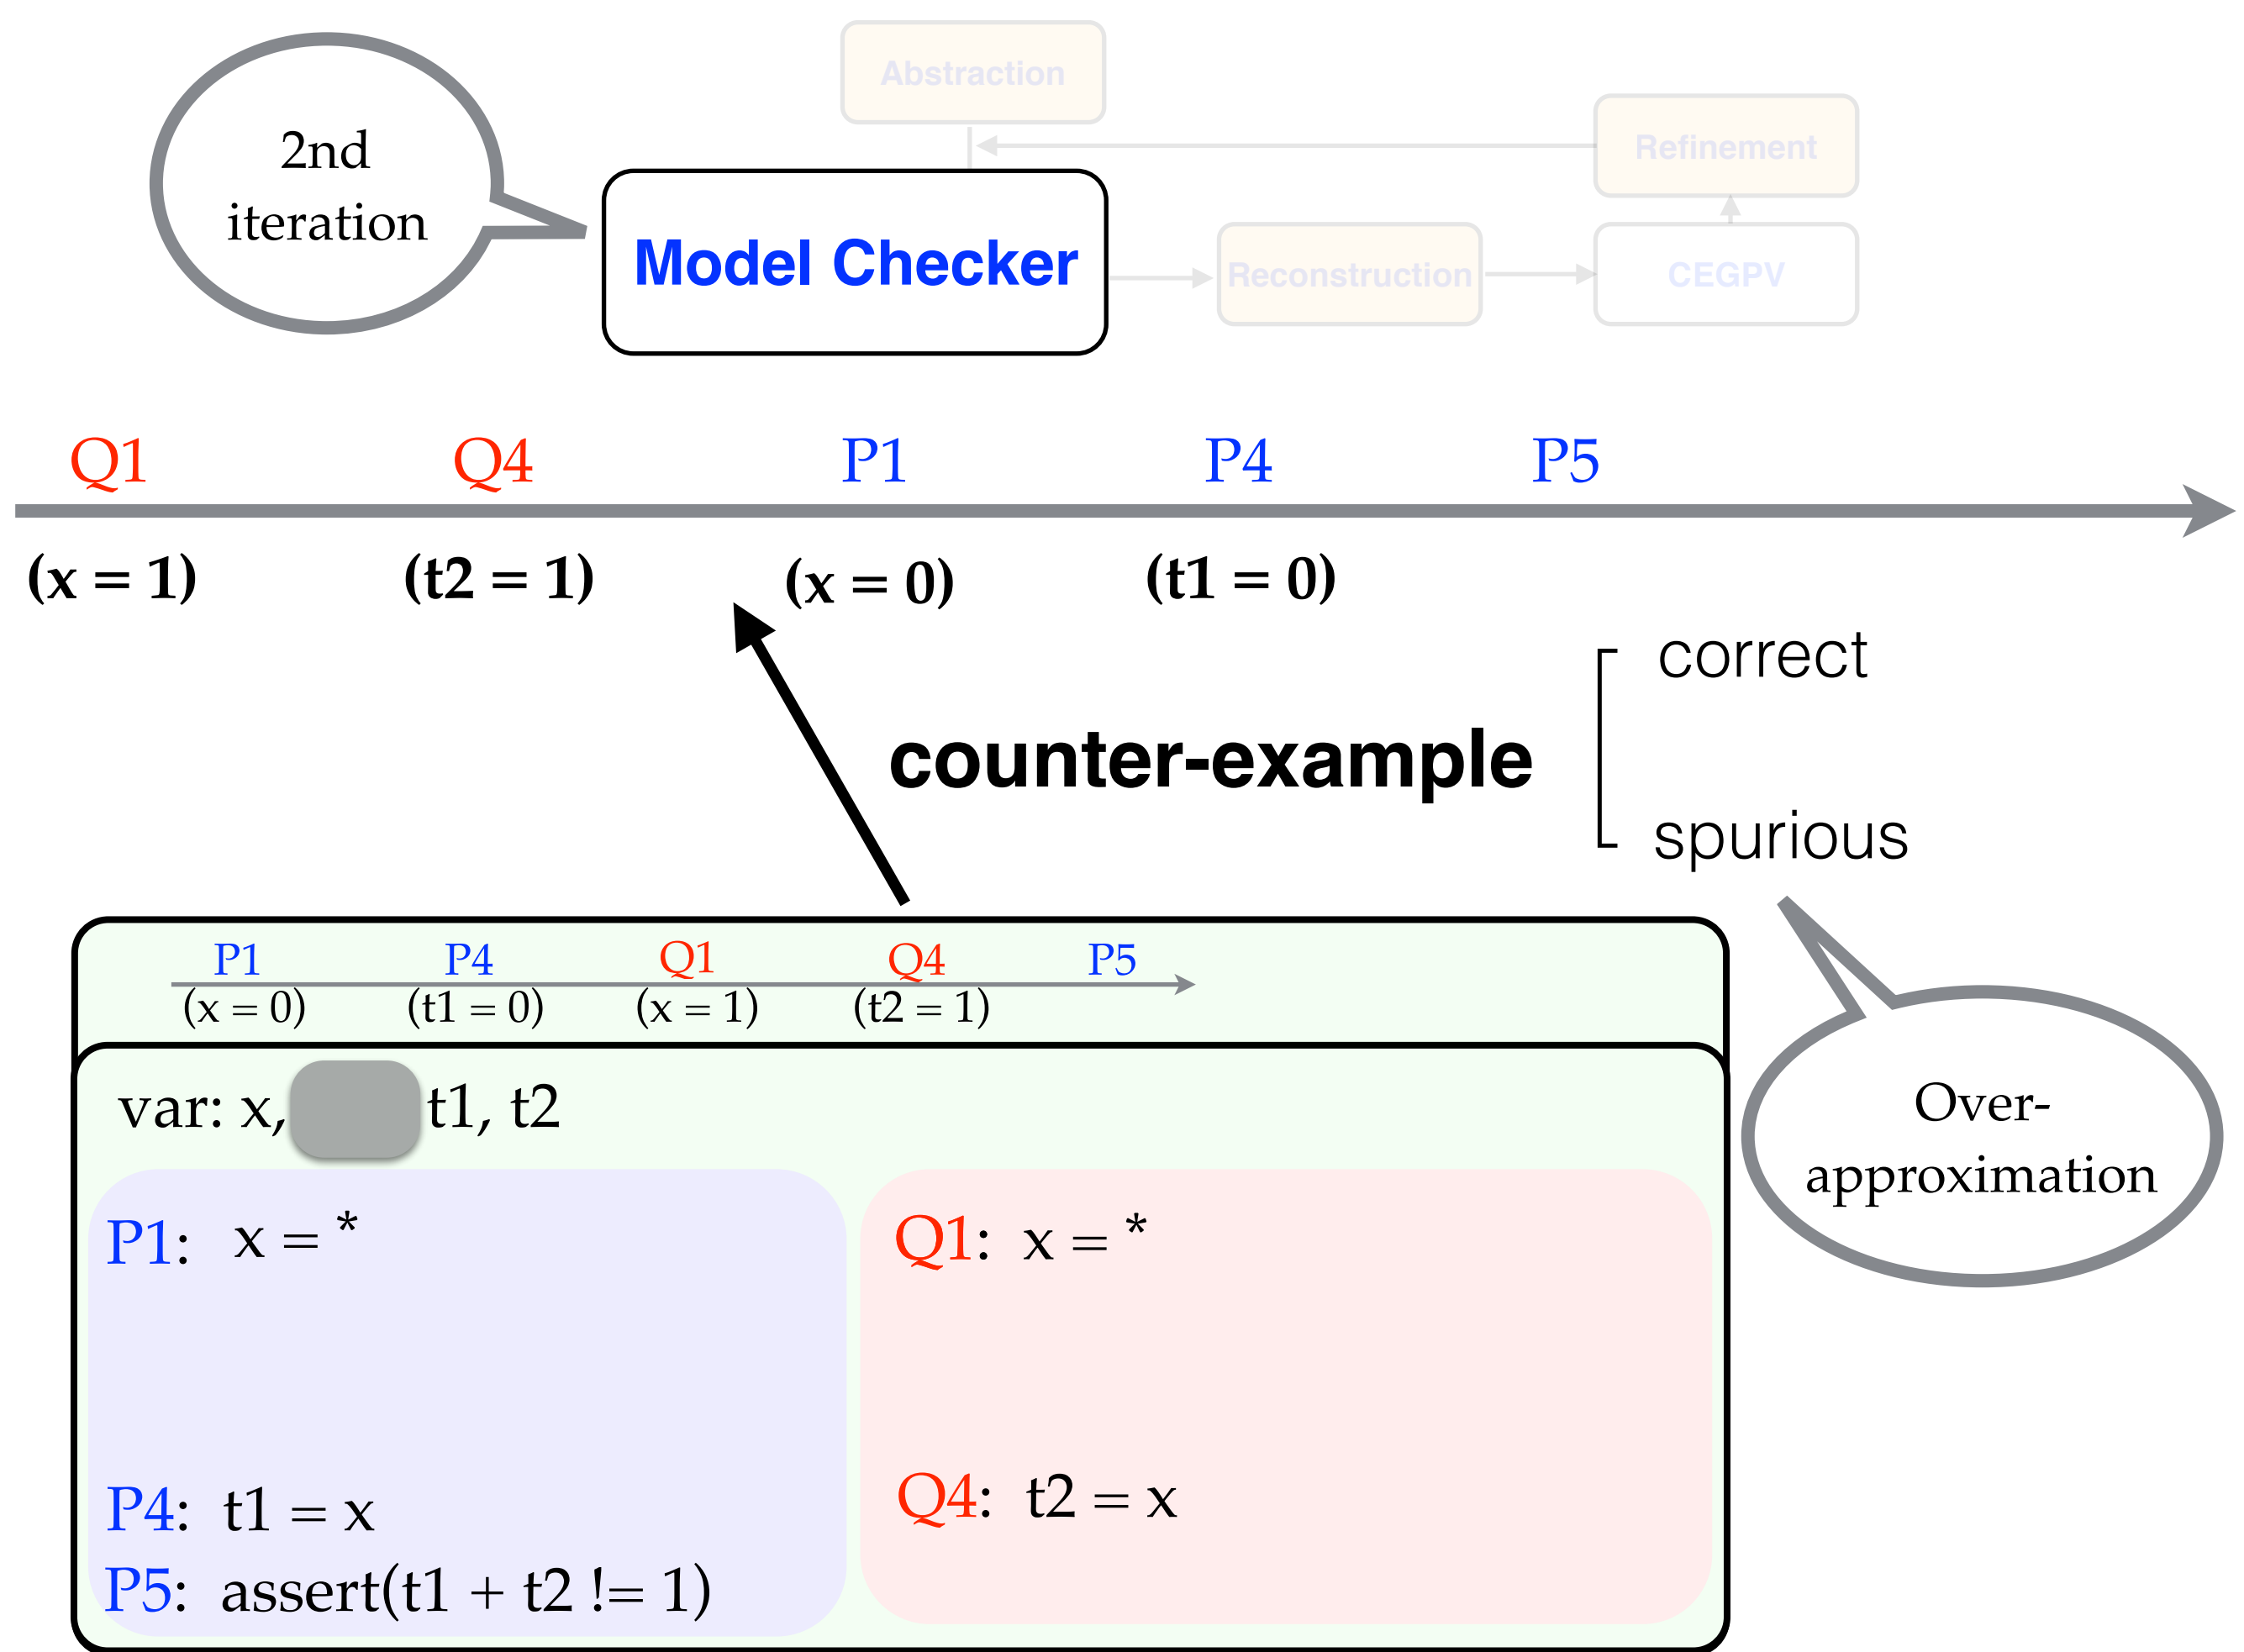 Abstraction
2nd
iteration
Refinement
Model Checker
Reconstruction
CEGPV
Q1 Q4 P1 P4 P5
(x = 1) (t2 = 1) (x = 0) (t1 = 0)
correct
counter-example
spurious
P1 P4 Q1 Q4 P5
(x = 0) (t1 = 0) (x = 1) (t2 = 1)
var: x, t1, t2
Over-
approximation
P1: x = *
Q1: x = *
P4: t1 = x
Q4: t2 = x
P5: assert(t1 + t2 != 1)